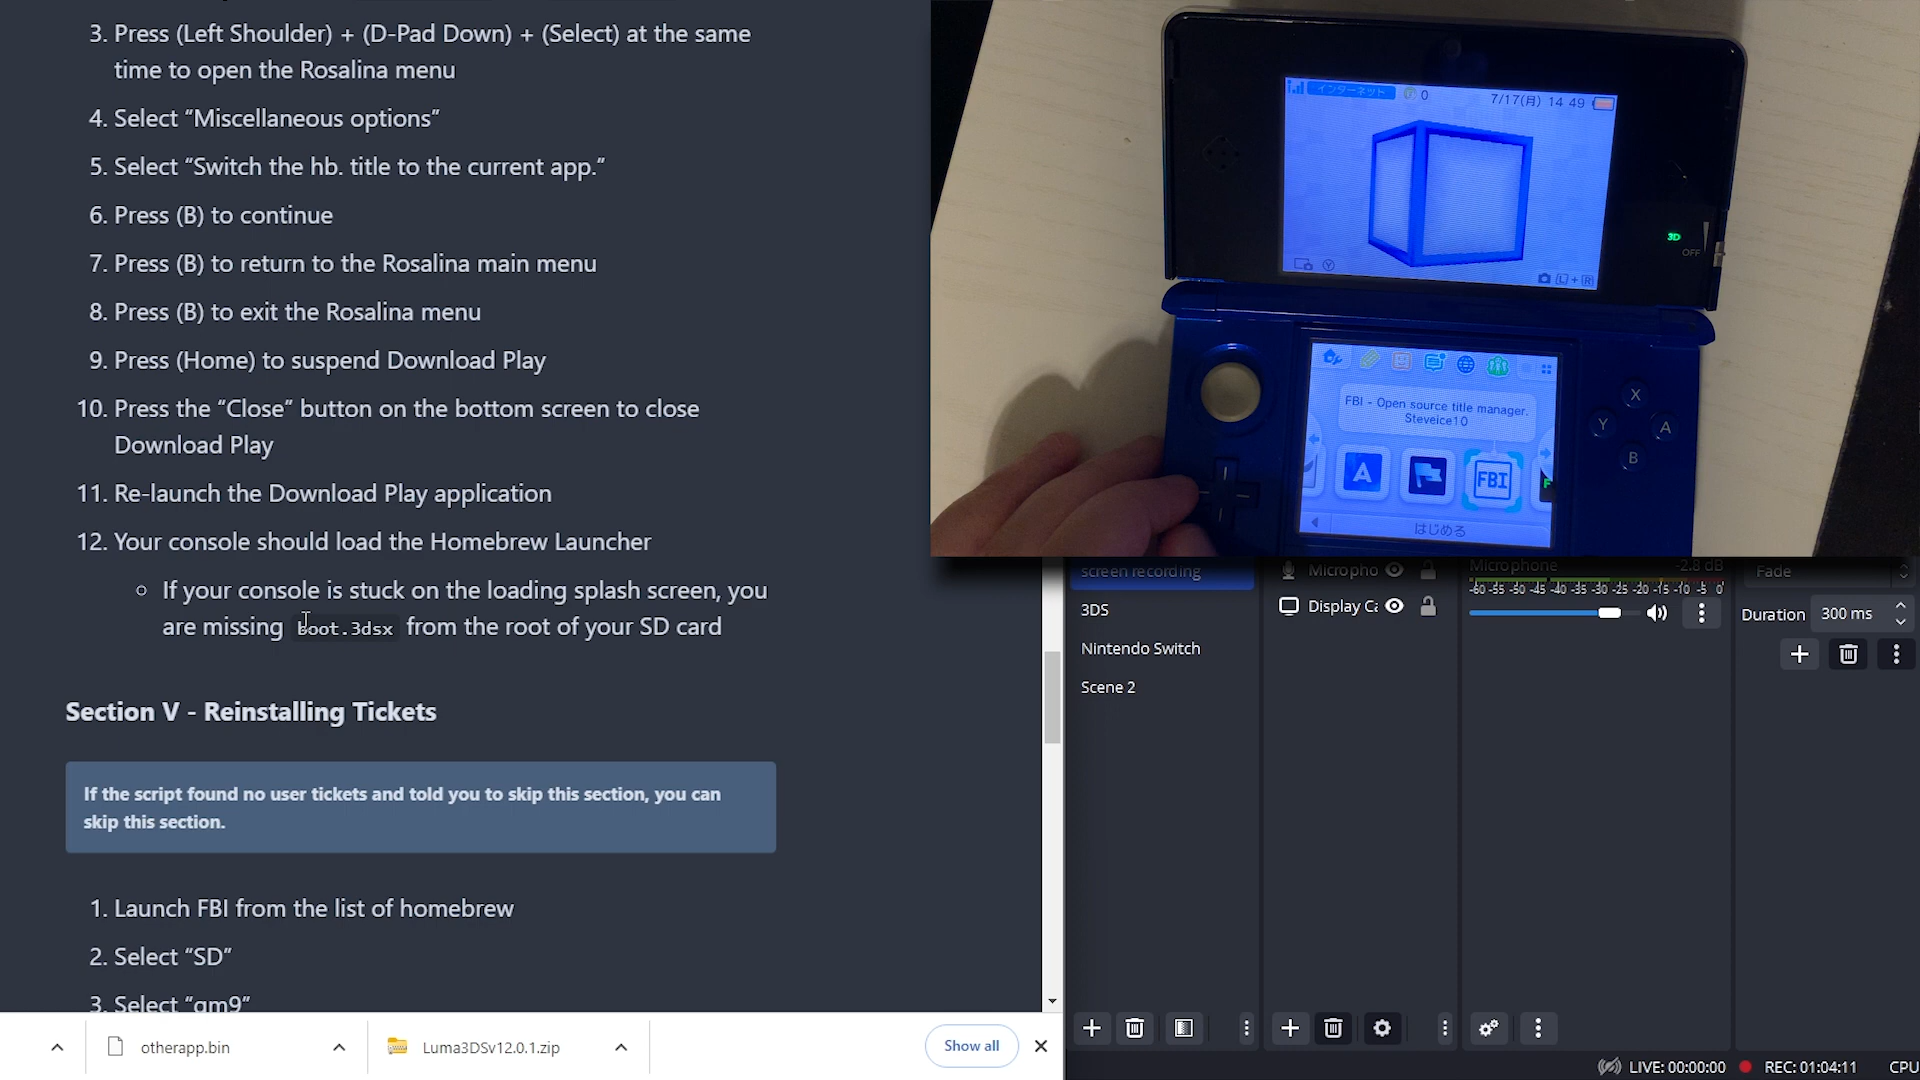 3. Press (Left Shoulder) + (D-Pad Down) + (Select) at the same
time to open the Rosalina menu
4. Select “Miscellaneous options”
5. Select “Switch the hb. title to the current app.”
6. Press (B) to continue
7. Press (B) to return to the Rosalina main menu
8. Press (B) to exit the Rosalina menu
9. Press (Home) to suspend Download Play
10. Press the “Close” button on the bottom screen to close
Download Play
11. Re-launch the Download Play application
12. Your console should load the Homebrew Launcher
If your console is stuck on the loading splash screen, you
are missing boot.3dsx from the root of your SD card
Section V - Reinstalling Tickets
If the script found no user tickets and told you to skip this section, you can
skip this section.
1. Launch FBI from the list of homebrew
2. Select “SD”
3. Select “gm9”
otherapp.bin
Luma3DSv12.0.1.zip
Show all
インターネット
0
7/17(月) 14 49
Y
L + R
3D
OFF
FBI - Open source title manager.
Steveice10
A
FBI
はじめる
X
Y
A
B
screen recording
3DS
Nintendo Switch
Scene 2
Micropho
Display Ca
Microphone
-2.8 dB
-60 -55 -50 -45 -40 -35 -30 -25 -20 -15 -10 -5 0
Fade
Duration 300 ms
LIVE: 00:00:00
REC: 01:04:11
CPU